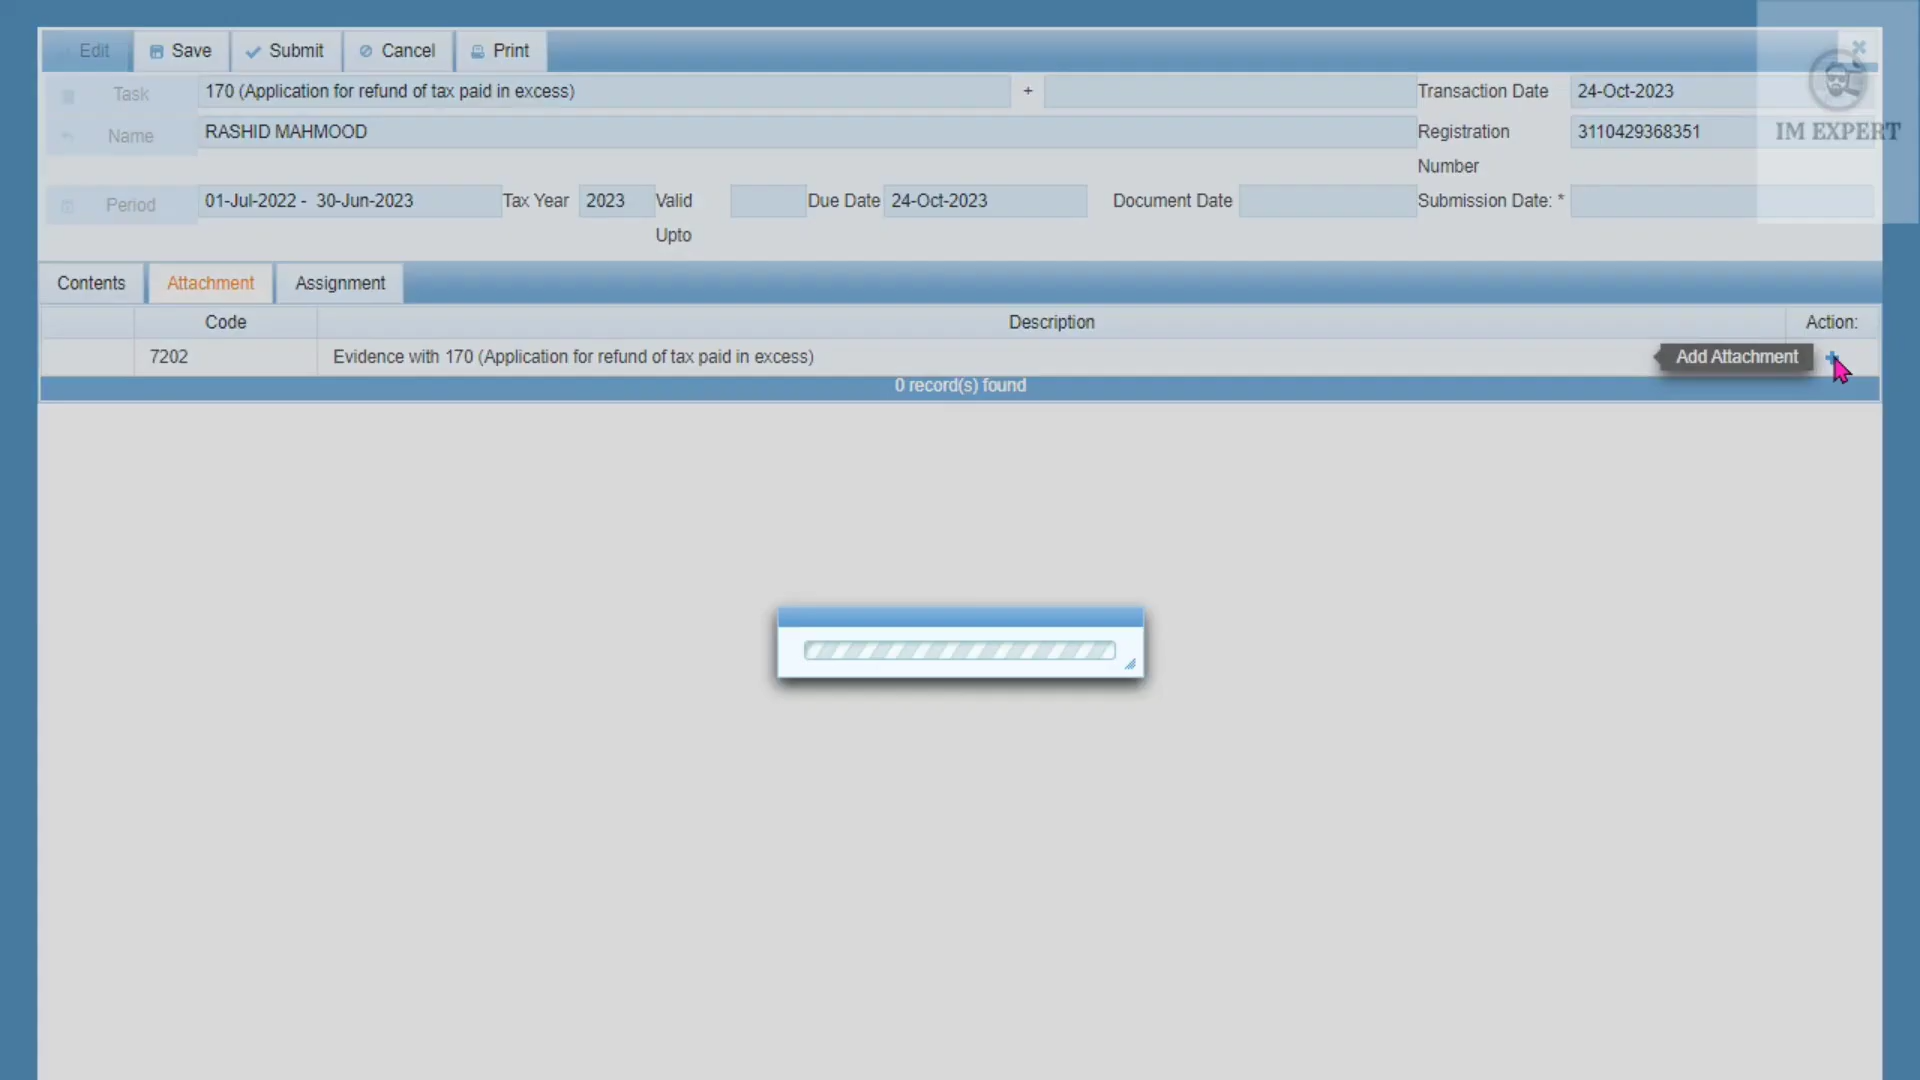 Edit Save Submit Cancel Print
Task 170 (Application for refund of tax paid in excess) + Transaction Date 24-Oct-2023
IM EXPERT
Name RASHID MAHMOOD Registration Number 3110429368351
Period 01-Jul-2022 - 30-Jun-2023 Tax Year 2023 Valid Upto Due Date 24-Oct-2023 Document Date Submission Date: *
Contents Attachment Assignment
Code Description Action:
7202 Evidence with 170 (Application for refund of tax paid in excess) Add Attachment +
0 record(s) found